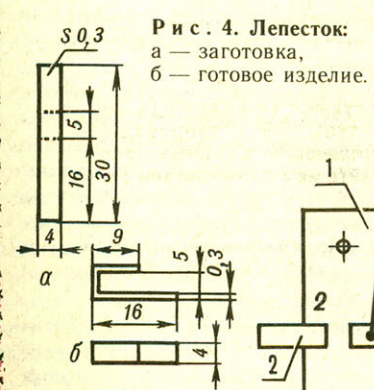 Рис. 4. Лепесток:
а — заготовка,
б — готовое изделие.
S 0,3
5
16
30
4
а
9
5
0,3
16
б
4
1
2
2